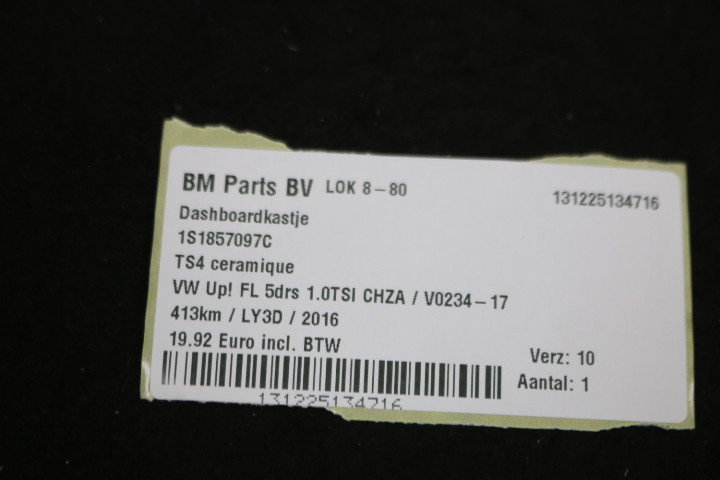 BM Parts BV LOK 8-80 131225134716
Dashboardkastje
1S1857097C
TS4 ceramique
VW Up! FL 5drs 1.0TSI CHZA / V0234-17
413km / LY3D / 2016
19.92 Euro incl. BTW
Verz: 10
Aantal: 1
131225134716